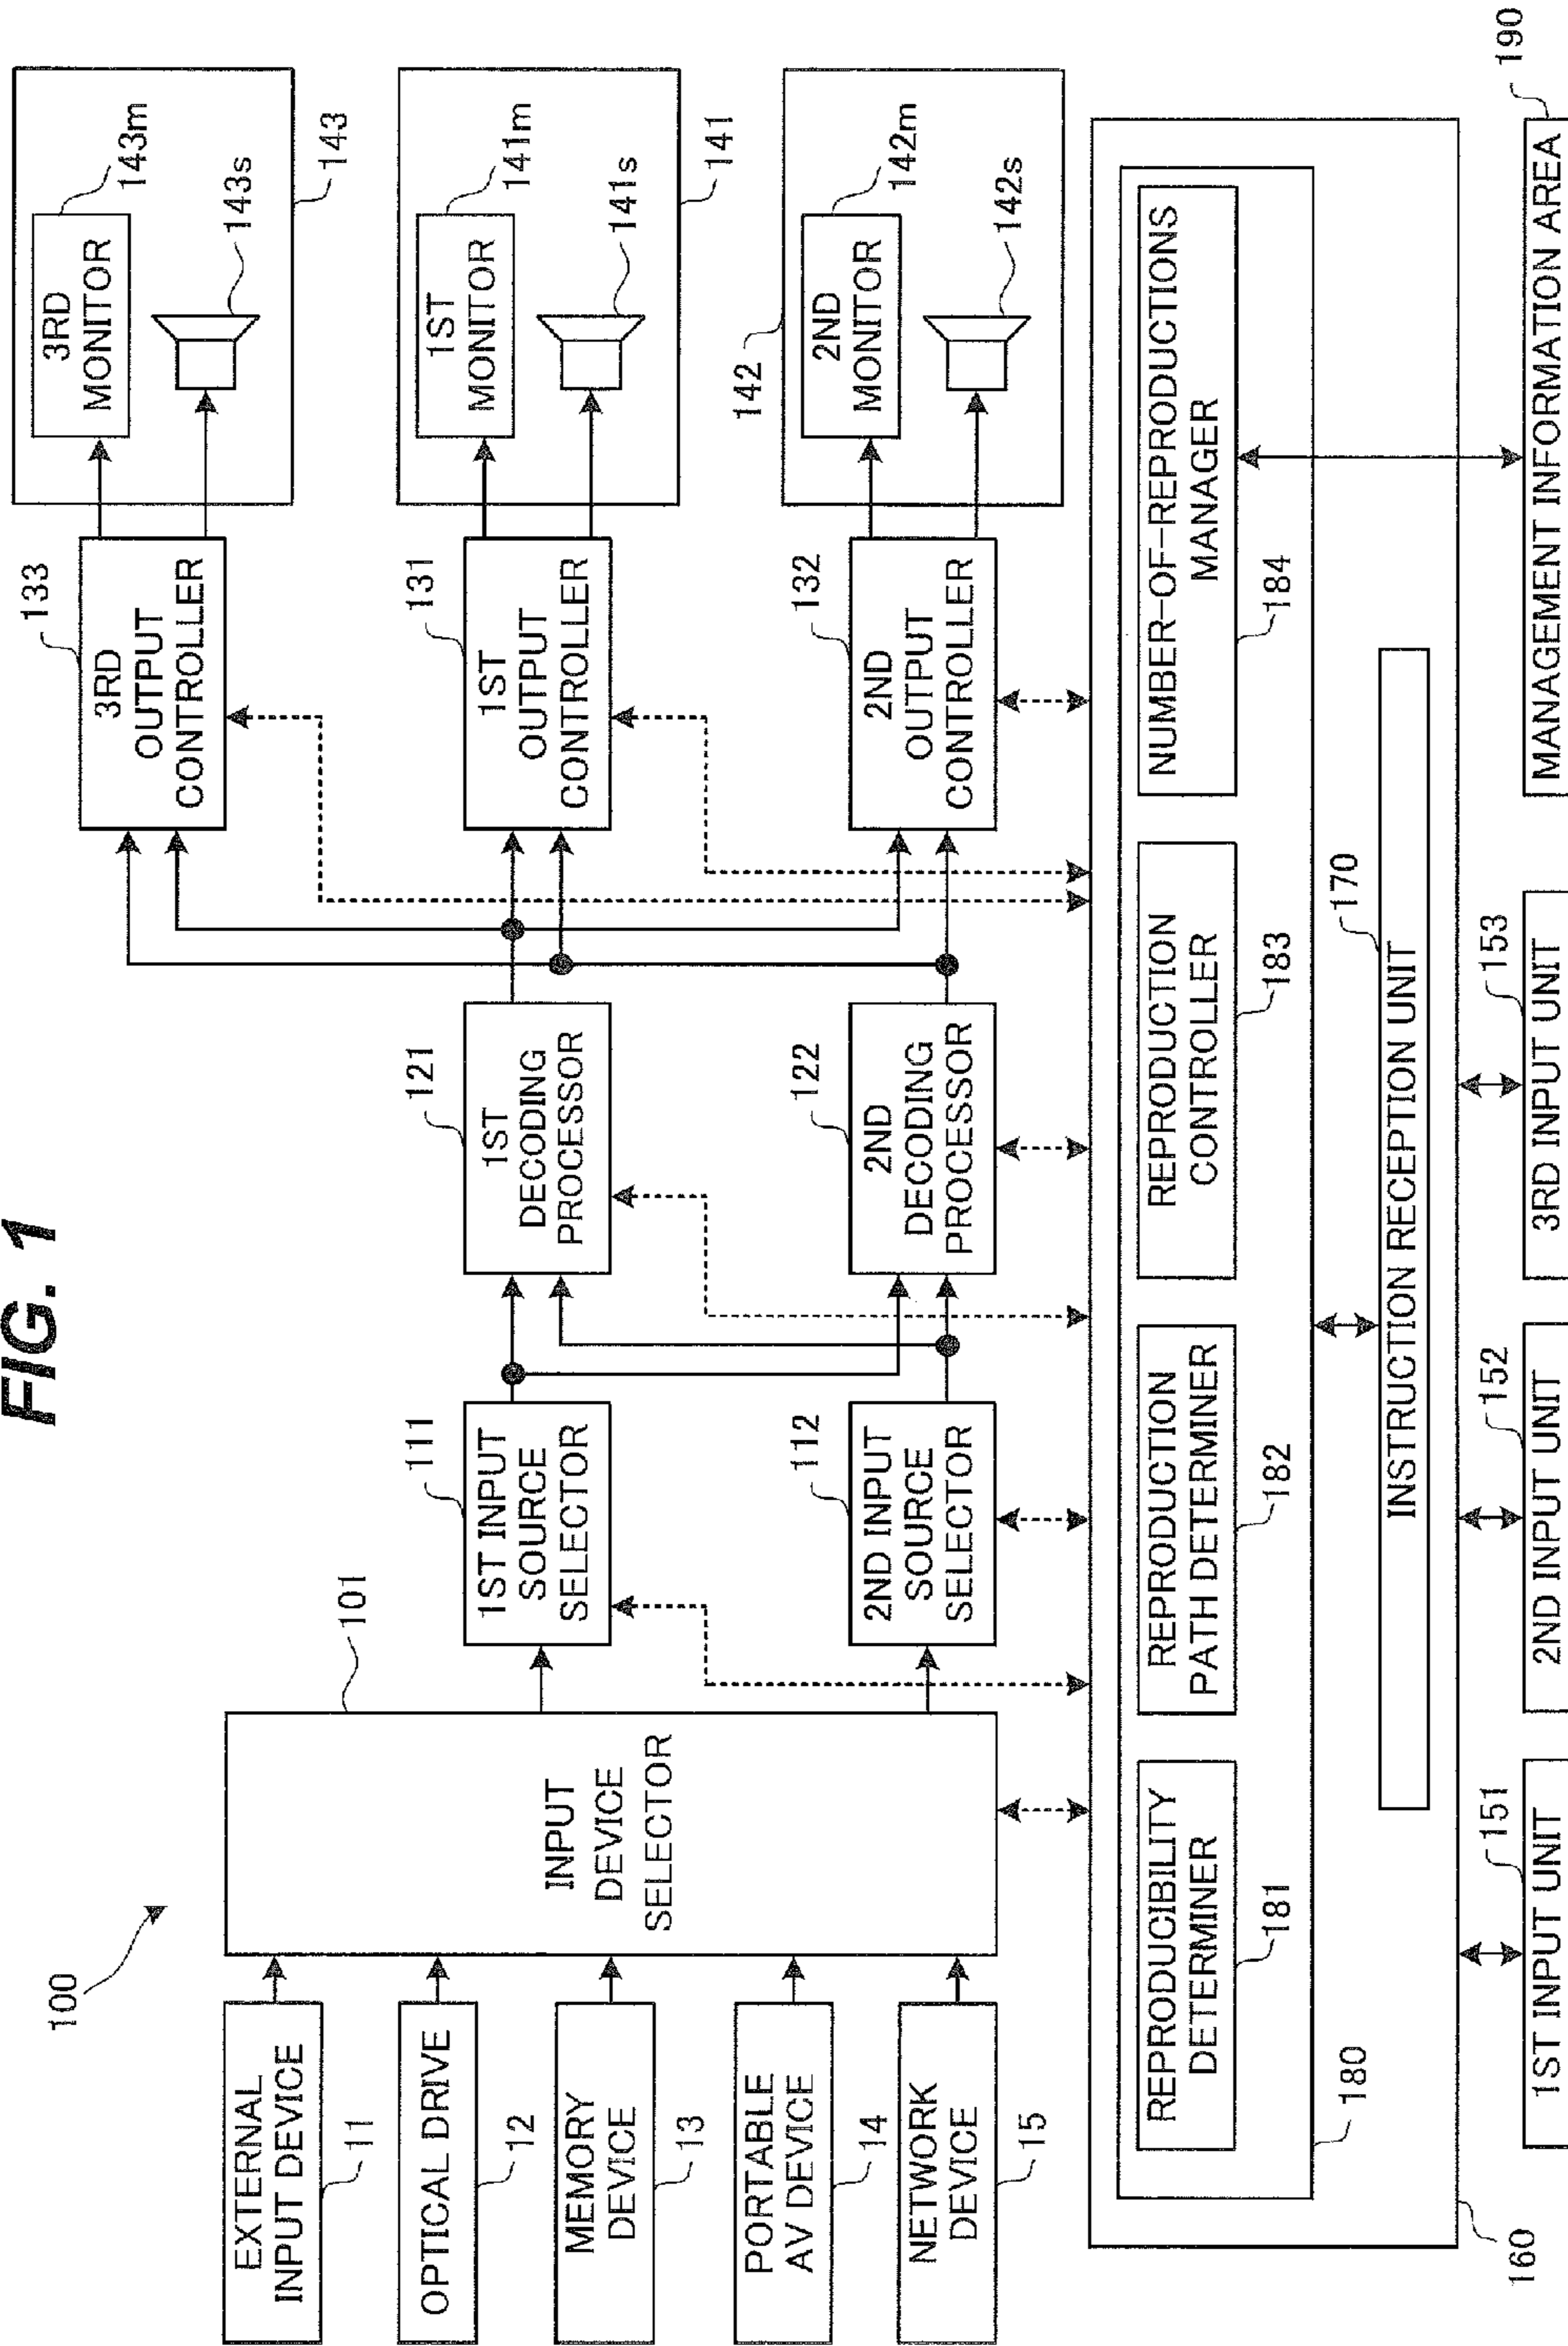 FIG. 1
100
EXTERNAL
INPUT DEVICE
11
OPTICAL DRIVE
12
MEMORY
DEVICE
13
PORTABLE
AV DEVICE
14
NETWORK
DEVICE
15
101
INPUT
DEVICE
SELECTOR
111
1ST INPUT
SOURCE
SELECTOR
112
2ND INPUT
SOURCE
SELECTOR
121
1ST
DECODING
PROCESSOR
122
2ND
DECODING
PROCESSOR
133
3RD
OUTPUT
CONTROLLER
131
1ST
OUTPUT
CONTROLLER
132
2ND
OUTPUT
CONTROLLER
3RD
MONITOR
143m
143s
143
1ST
MONITOR
141m
141s
141
142
2ND
MONITOR
142m
142s
REPRODUCIBILITY
DETERMINER
181
REPRODUCTION
PATH DETERMINER
182
REPRODUCTION
CONTROLLER
183
NUMBER-OF-REPRODUCTIONS
MANAGER
184
180
170
INSTRUCTION RECEPTION UNIT
160
151
1ST INPUT UNIT
152
2ND INPUT UNIT
153
3RD INPUT UNIT
190
MANAGEMENT INFORMATION AREA